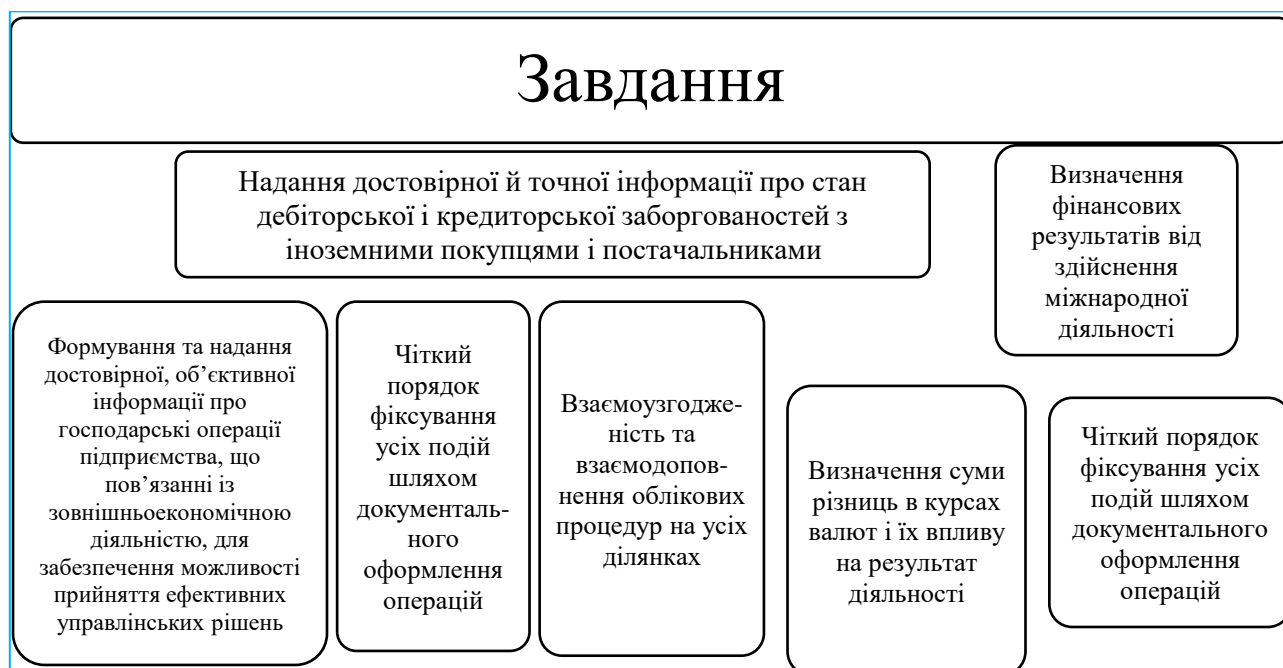 Завдання
Надання достовірної й точної інформації про стан
дебіторської і кредиторської заборгованостей з
іноземними покупцями і постачальниками
Визначення
фінансових
результатів від
здійснення
міжнародної
діяльності
Формування та надання
достовірної, об’єктивної
інформації про
господарські операції
підприємства, що
пов’язанні із
зовнішньоекономічною
діяльністю, для
забезпечення можливості
прийняття ефективних
управлінських рішень
Чіткий
порядок
фіксування
усіх подій
шляхом
документаль-
ного
оформлення
операцій
Взаємоузгодже-
ність та
взаємодопов-
нення облікових
процедур на усіх
ділянках
Визначення суми
різниць в курсах
валют і їх впливу
на результат
діяльності
Чіткий порядок
фіксування усіх
подій шляхом
документального
оформлення
операцій